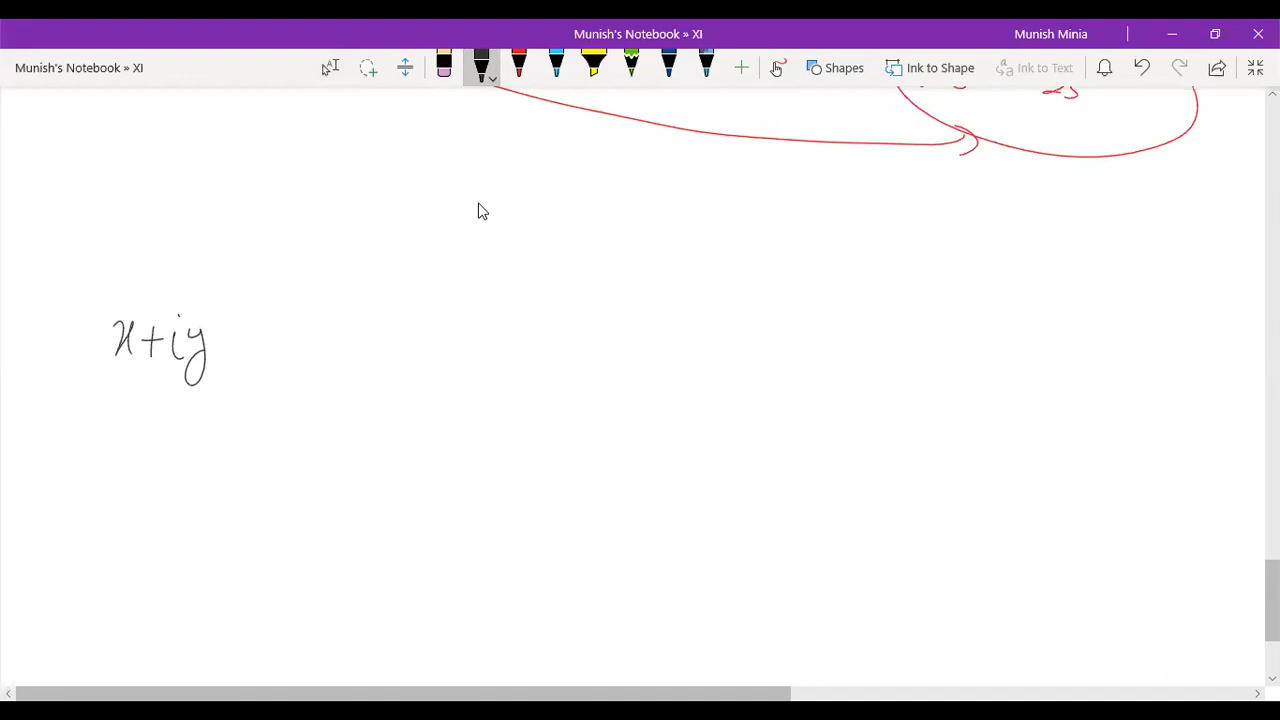 Munish's Notebook » XI
Munish Minia
Munish's Notebook » XI
Shapes
Ink to Shape
Ink to Text
x+iy